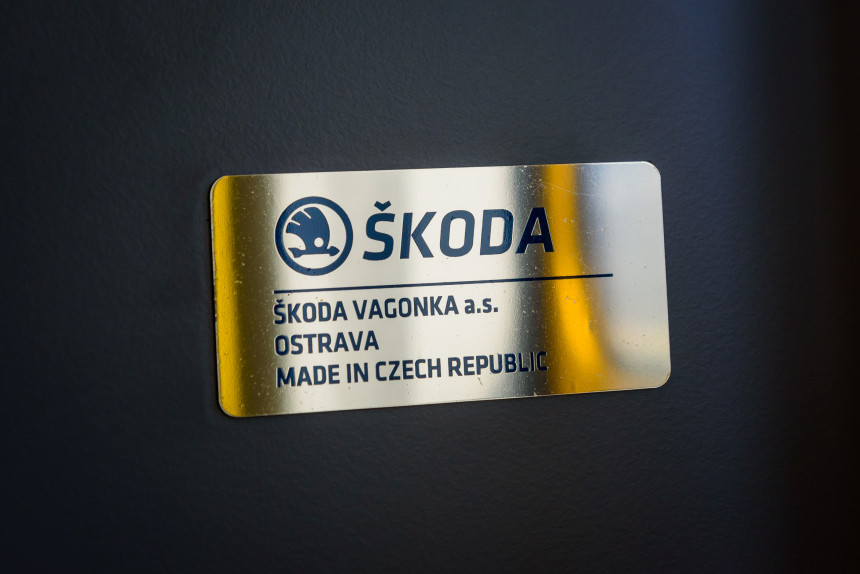 ŠKODA
ŠKODA VAGONKA a.s.
OSTRAVA
MADE IN CZECH REPUBLIC